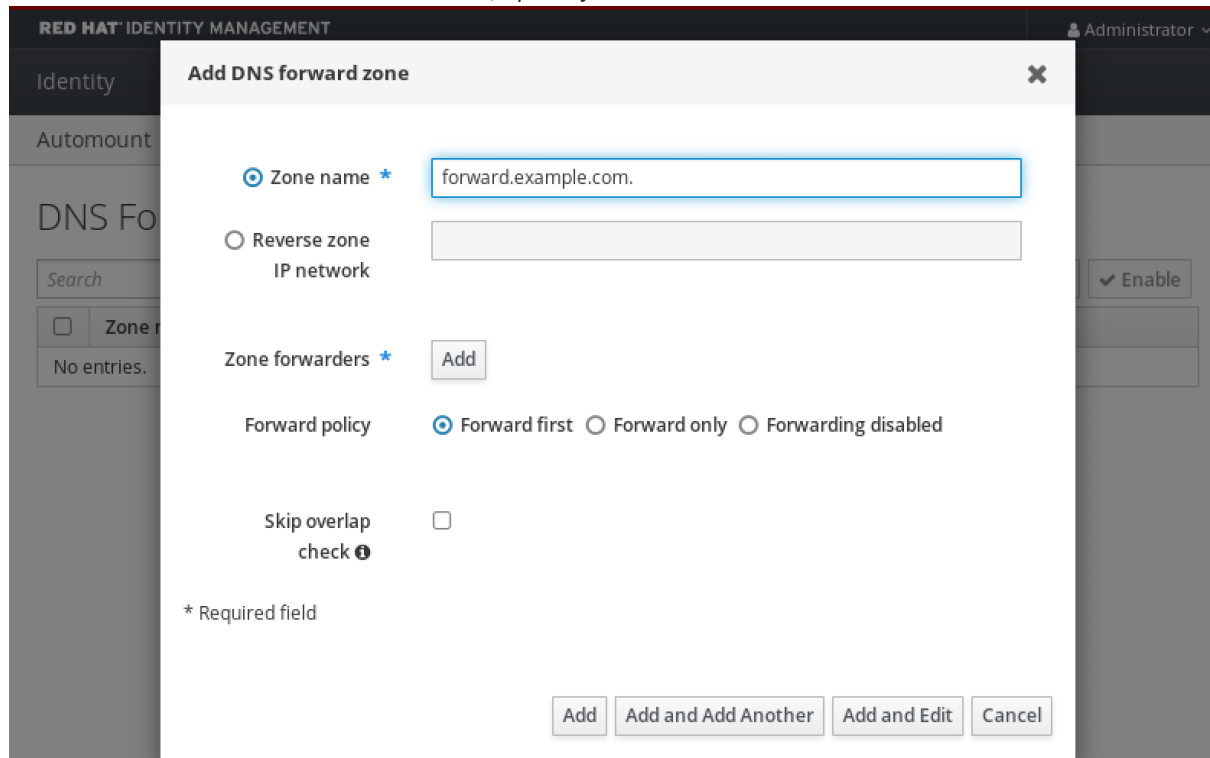 RED HAT IDENTITY MANAGEMENT
Administrator
Identity
Add DNS forward zone
Automount
Zone name *
forward.example.com.
DNS Fo
Reverse zone
IP network
Search
Enable
Zone
No entries.
Zone forwarders *
Add
Forward policy
Forward first
Forward only
Forwarding disabled
Skip overlap
check
* Required field
Add
Add and Add Another
Add and Edit
Cancel